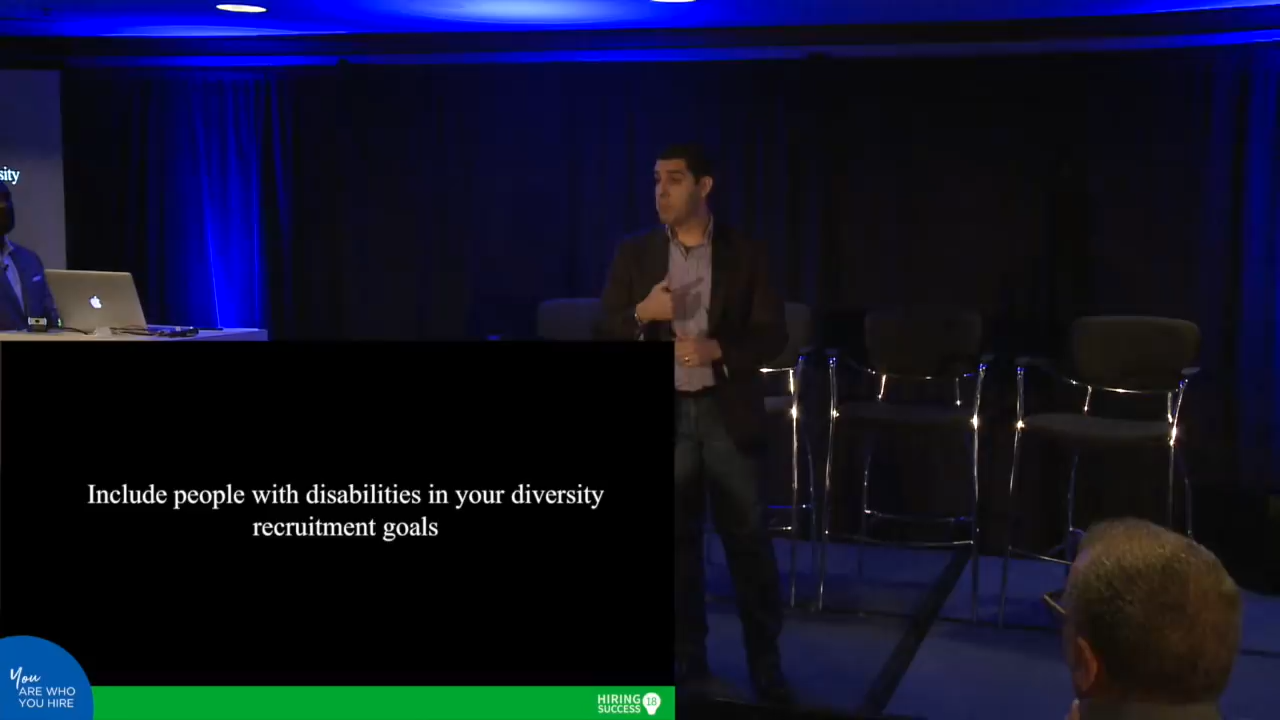 sity
Include people with disabilities in your diversity
recruitment goals
You
ARE WHO
YOU HIRE
HIRING
SUCCESS
18